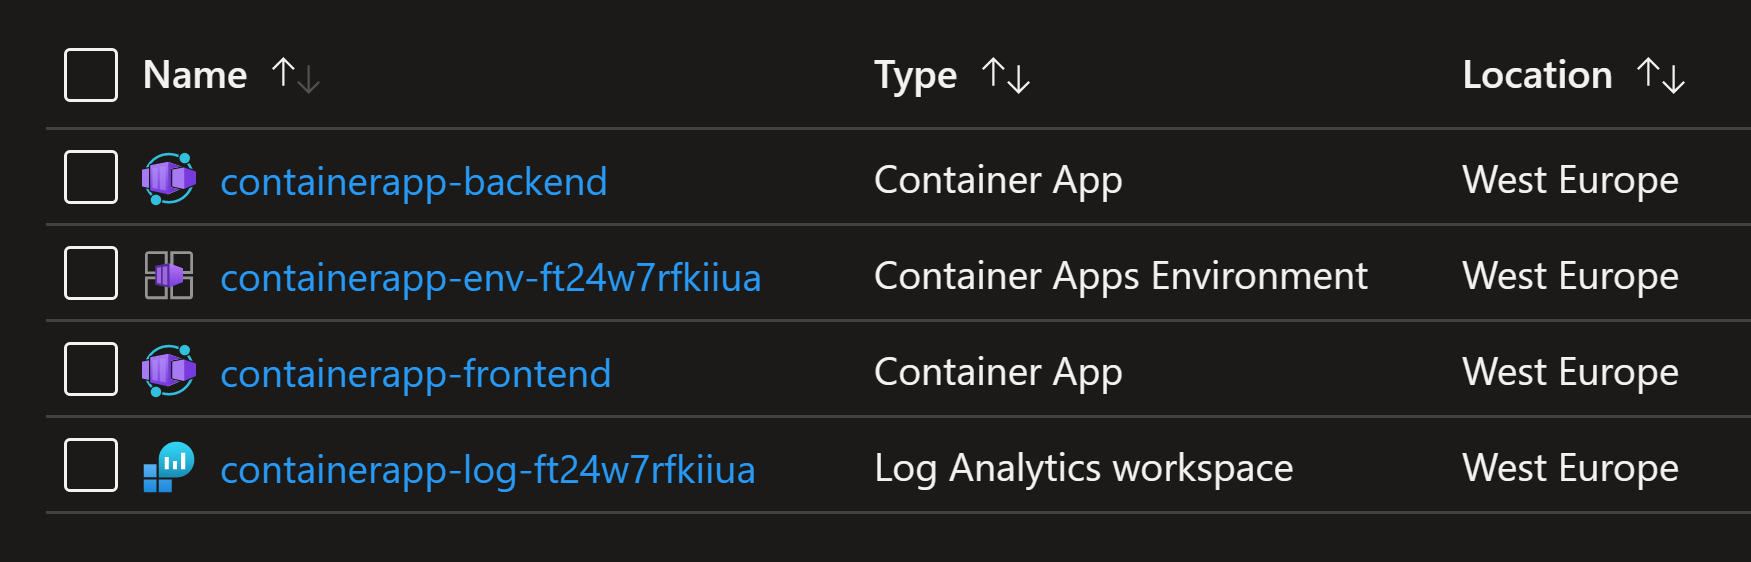 Name Type Location
containerapp-backend Container App West Europe
containerapp-env-ft24w7rfkiiua Container Apps Environment West Europe
containerapp-frontend Container App West Europe
containerapp-log-ft24w7rfkiiua Log Analytics workspace West Europe